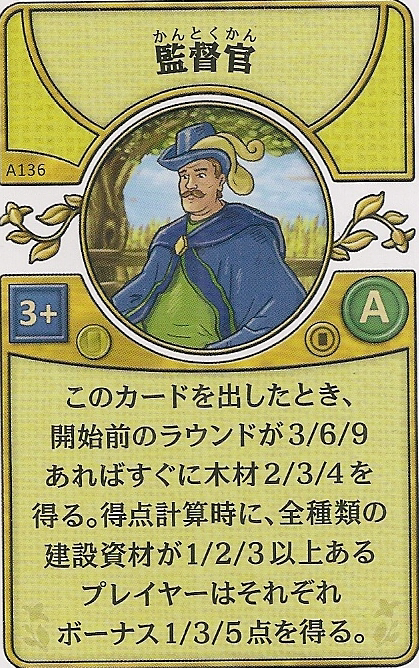 かんとくかん
監督官
A136
3+
A
このカードを出したとき、
開始前のラウンドが3/6/9
あればすぐに木材2/3/4を
得る。得点計算時に、全種類の
建設資材が1/2/3以上ある
プレイヤーはそれぞれ
ボーナス1/3/5点を得る。